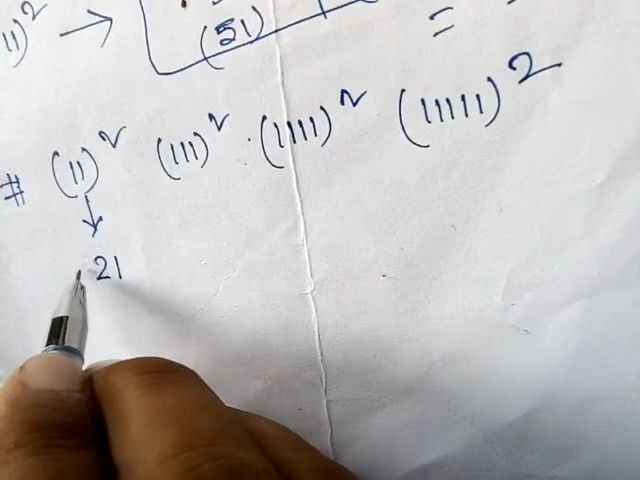 11)² → (51) =
# (11)² (111)² (1111)² (11111)²
↓
21